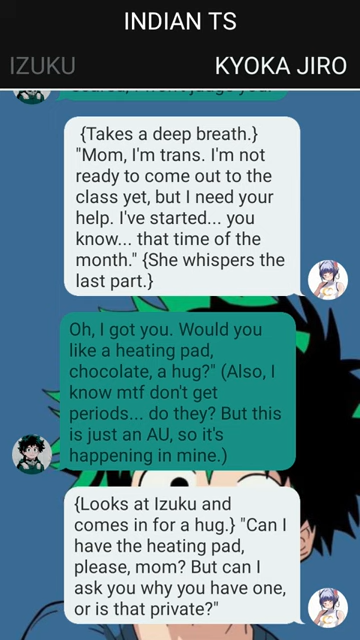 INDIAN TS
IZUKU
KYOKA JIRO
{Takes a deep breath.}
"Mom, I'm trans. I'm not
ready to come out to the
class yet, but I need your
help. I've started... you
know... that time of the
month." {She whispers the
last part.}
Oh, I got you. Would you
like a heating pad,
chocolate, a hug?" (Also, I
know mtf don't get
periods... do they? But this
is just an AU, so it's
happening in mine.)
{Looks at Izuku and
comes in for a hug.} "Can I
have the heating pad,
please, mom? But can I
ask you why you have one,
or is that private?"